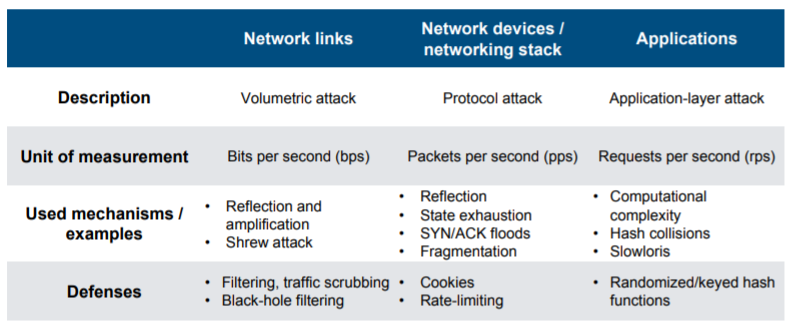 Network links
Network devices /
networking stack
Applications
Description
Volumetric attack
Protocol attack
Application-layer attack
Unit of measurement
Bits per second (bps)
Packets per second (pps)
Requests per second (rps)
Used mechanisms /
examples
• Reflection and
amplification
• Shrew attack
• Reflection
• State exhaustion
• SYN/ACK floods
• Fragmentation
• Computational
complexity
• Hash collisions
• Slowloris
Defenses
• Filtering, traffic scrubbing
• Black-hole filtering
• Cookies
• Rate-limiting
• Randomized/keyed hash
functions